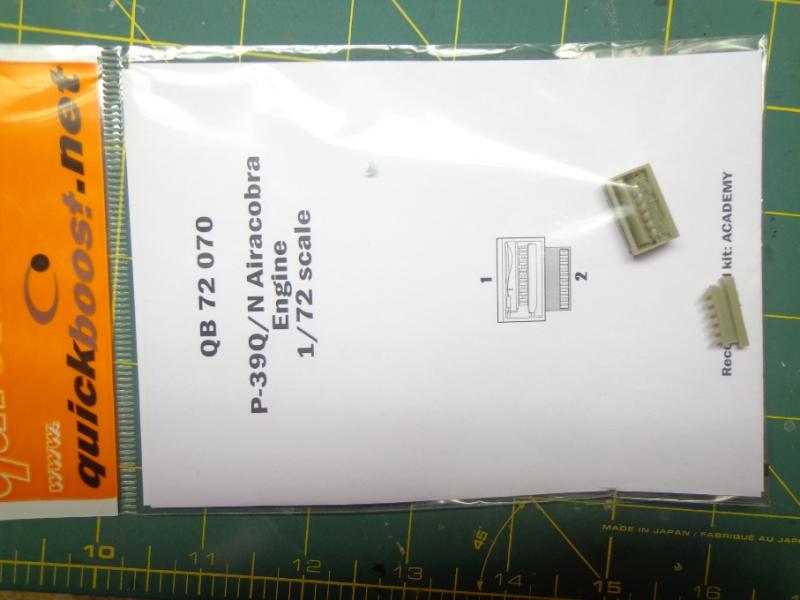 www.
quickboost.net
QB 72 070
P-39Q/N Airacobra
Engine
1/72 scale
1
2
kit: ACADEMY
10
11
12
13
14
15
16
45°
MADE IN JAPAN / FABRIQUÉ AU